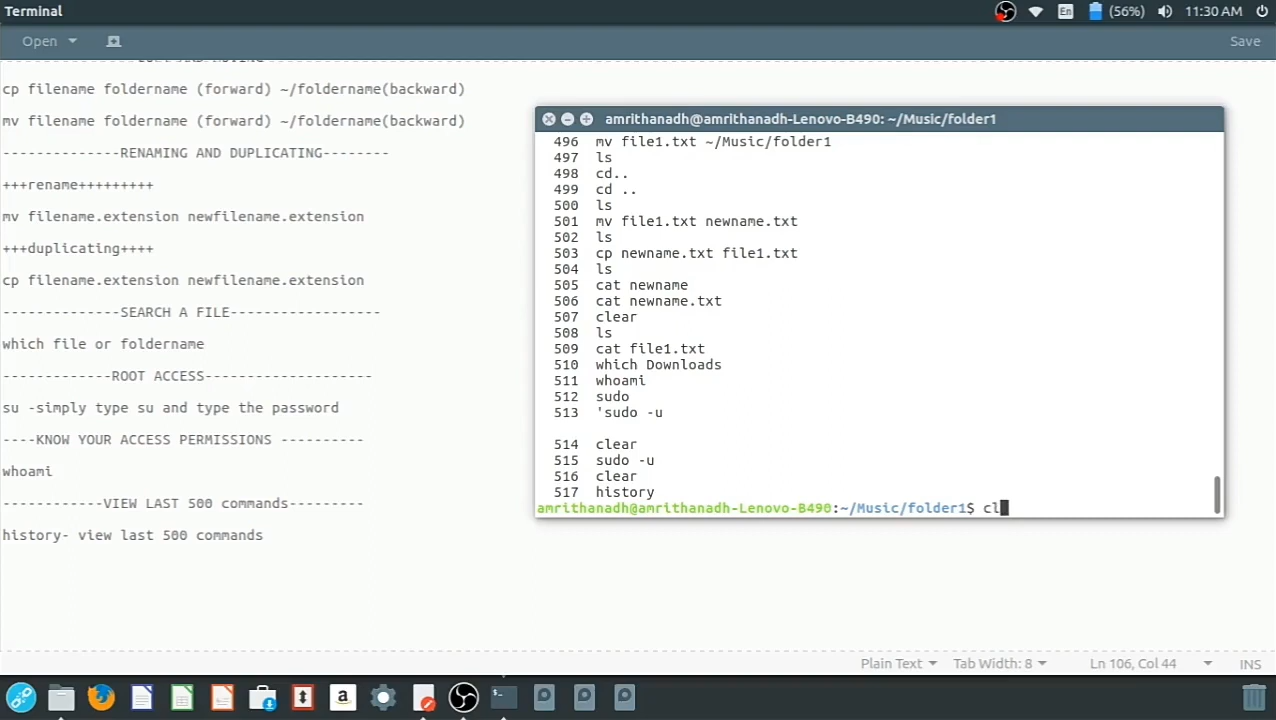 Terminal
En
(56%)
11:30 AM
Open
Save
cp filename foldername (forward) ~/foldername(backward)
mv filename foldername (forward) ~/foldername(backward)
--------------RENAMING AND DUPLICATING--------
+++rename+++++++++
mv filename.extension newfilename.extension
+++duplicating++++
cp filename.extension newfilename.extension
--------------SEARCH A FILE------------------
which file or foldername
-------------ROOT ACCESS--------------------
su -simply type su and type the password
----KNOW YOUR ACCESS PERMISSIONS ----------
whoami
------------VIEW LAST 500 commands---------
history- view last 500 commands
amrithanadh@amrithanadh-Lenovo-B490: ~/Music/folder1
496 mv file1.txt ~/Music/folder1
497 ls
498 cd..
499 cd ..
500 ls
501 mv file1.txt newname.txt
502 ls
503 cp newname.txt file1.txt
504 ls
505 cat newname
506 cat newname.txt
507 clear
508 ls
509 cat file1.txt
510 which Downloads
511 whoami
512 sudo
513 'sudo -u
514 clear
515 sudo -u
516 clear
517 history
amrithanadh@amrithanadh-Lenovo-B490:~/Music/folder1$ cl
Plain Text
Tab Width: 8
Ln 106, Col 44
INS